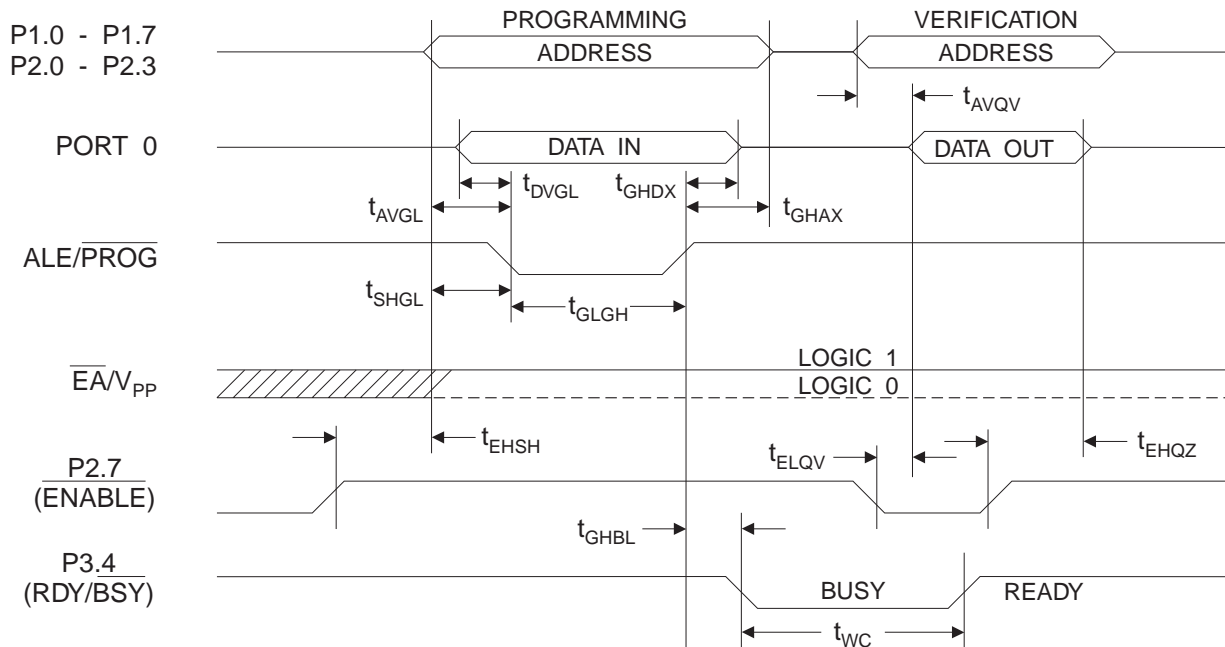 PROGRAMMING
VERIFICATION
P1.0 - P1.7
P2.0 - P2.3
ADDRESS
ADDRESS
tAVQV
PORT 0
DATA IN
DATA OUT
tDVGL
tGHDX
tAVGL
tGHAX
ALE/PROG
tSHGL
tGLGH
LOGIC 1
EA/VPP
LOGIC 0
tEHSH
tELQV
tEHQZ
P2.7
(ENABLE)
tGHBL
P3.4
(RDY/BSY)
BUSY
READY
tWC